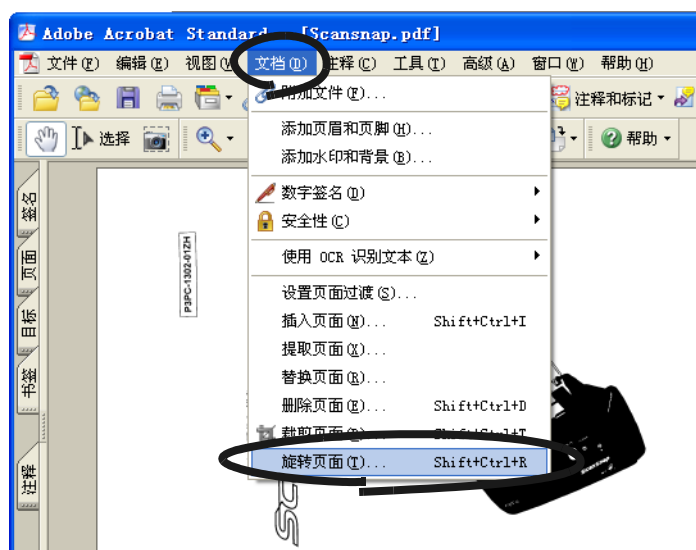 Adobe Acrobat Standard - [Scansnap.pdf]
文件(F) 编辑(E) 视图(V 文档(D) 注释(C) 工具(T) 高级(A) 窗口(W) 帮助(H)
注释和标记
选择
帮助
附加文件(F)...
添加页眉和页脚(H)...
添加水印和背景(B)...
数字签名(D)
安全性(C)
使用 OCR 识别文本(Z)
设置页面过渡(S)...
插入页面(N)... Shift+Ctrl+I
提取页面(X)...
替换页面(R)...
删除页面(E)... Shift+Ctrl+D
裁剪页面(P)... Shift+Ctrl+T
旋转页面(T)... Shift+Ctrl+R
签名
页面
目标
书签
注释
P3PC-1302-01ZH
SC